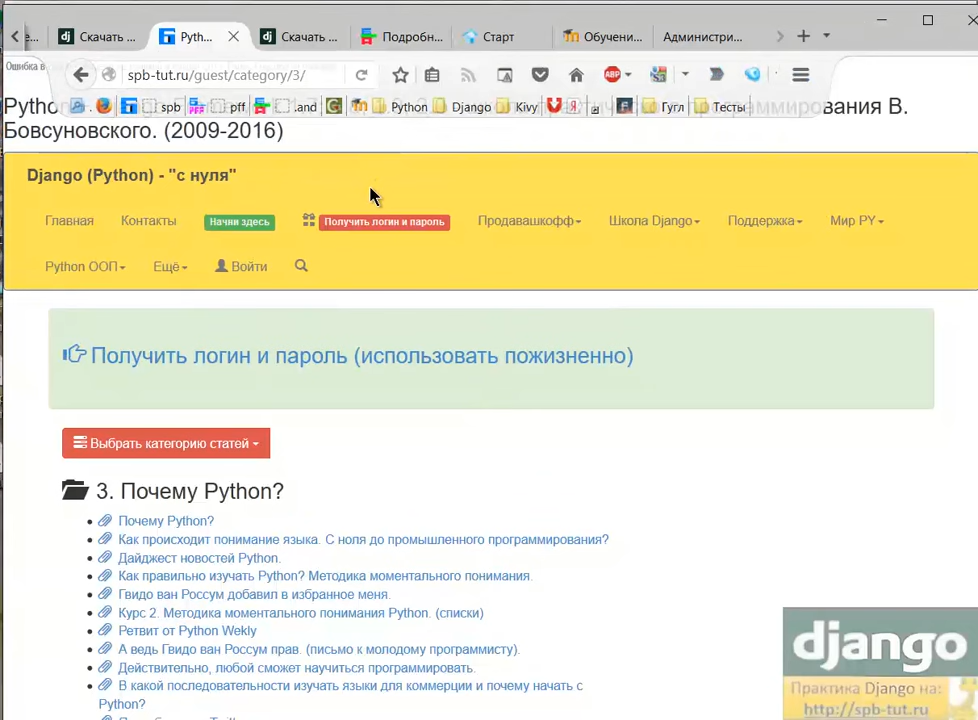 dj Скачать ...
Pyth...
dj Скачать ...
Подробн...
Старт
Обучени...
Администри...
spb-tut.ru/guest/category/3/
ABP
spb
pff
.and
Python
Django
Kivy
Я
Гугл
Тесты
Бовсуновского. (2009-2016)
Django (Python) - "с нуля"
Главная Контакты Начни здесь Получить логин и пароль Продавашкофф Школа Django Поддержка Мир PY
Python ООП Ещё Войти
Получить логин и пароль (использовать пожизненно)
Выбрать категорию статей
3. Почему Python?
Почему Python?
Как происходит понимание языка. С ноля до промышленного программирования?
Дайджест новостей Python.
Как правильно изучать Python? Методика моментального понимания.
Гвидо ван Россум добавил в избранное меня.
Курс 2. Методика моментального понимания Python. (списки)
Ретвит от Python Wekly
А ведь Гвидо ван Россум прав. (письмо к молодому программисту).
Действительно, любой сможет научиться программировать.
В какой последовательности изучать языки для коммерции и почему начать с
Python?
django
Практика Django на:
http://spb-tut.ru